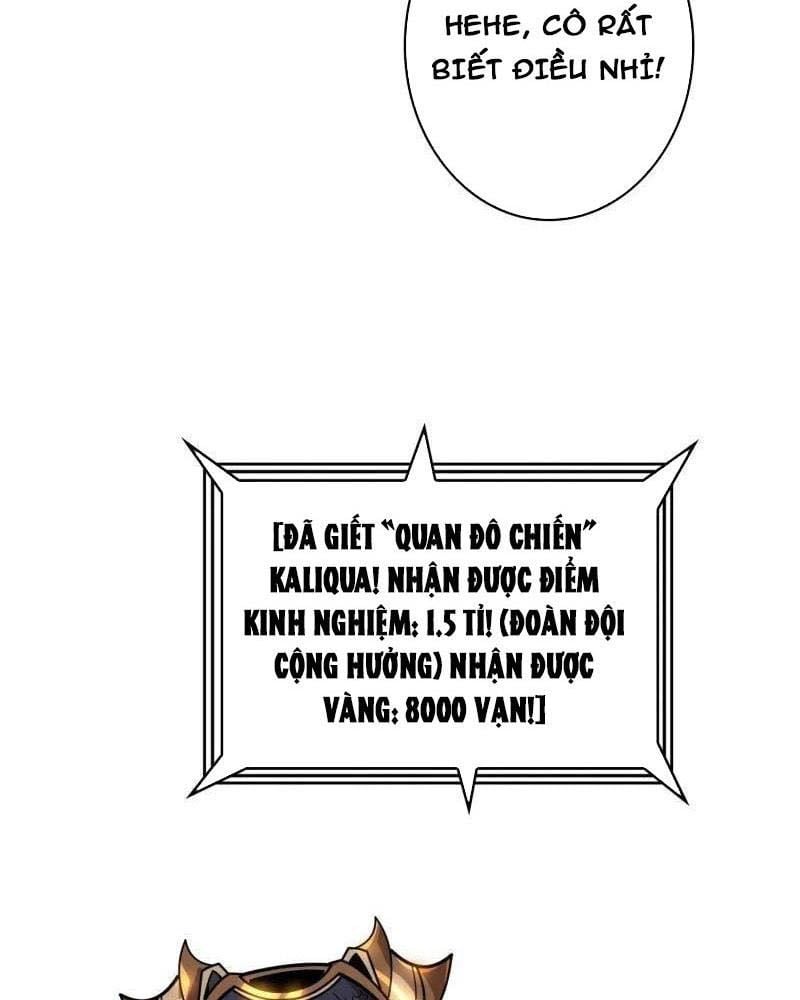 HEHE, CÔ RẤT
BIẾT ĐIỀU NHỈ!
[ĐÃ GIẾT "QUAN ĐÔ CHIẾN"
KALIQUA! NHẬN ĐƯỢC ĐIỂM
KINH NGHIỆM: 1.5 TỈ! (ĐOÀN ĐỘI
CỘNG HƯỞNG) NHẬN ĐƯỢC
VÀNG: 8000 VẠN!]